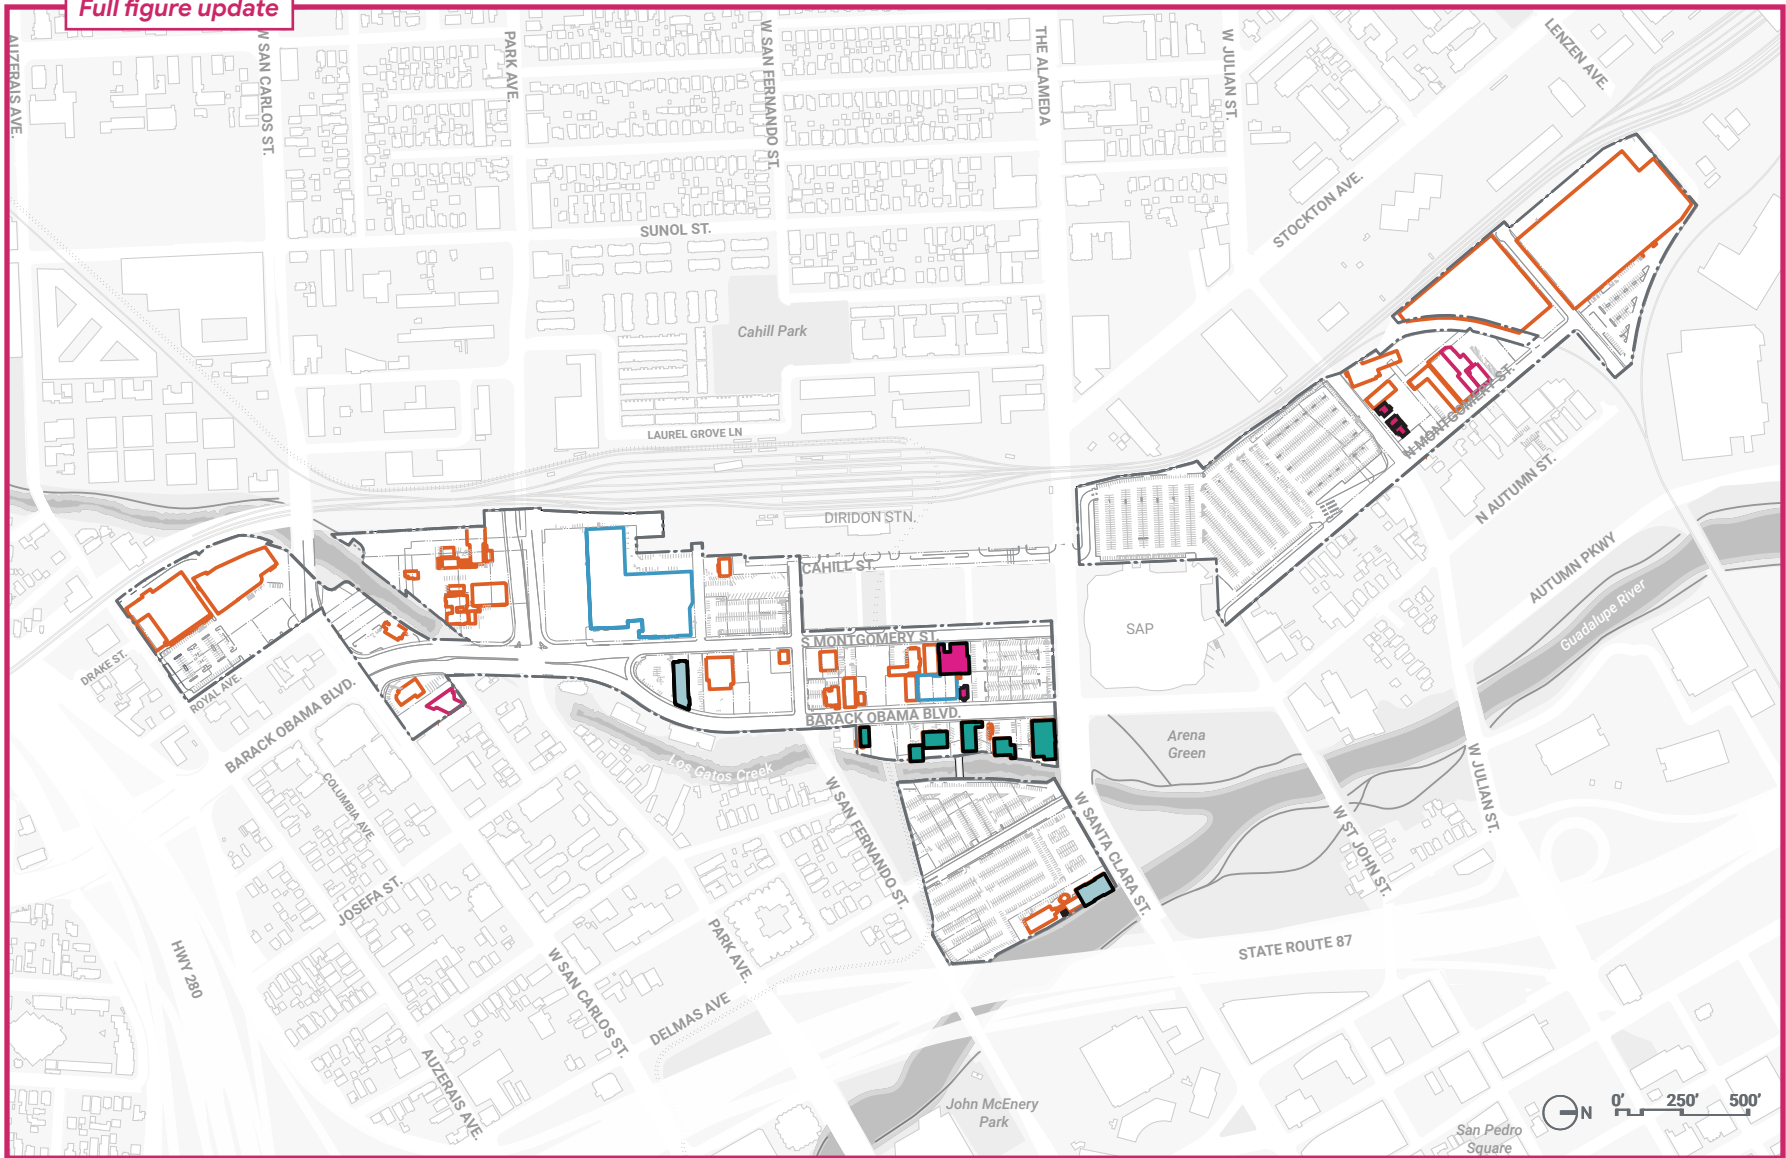 Full figure update
AUZERAIS AVE.
W SAN CARLOS ST.
PARK AVE.
W SAN FERNANDO ST.
THE ALAMEDA
W JULIAN ST.
LENZEN AVE.
STOCKTON AVE.
SUNOL ST.
Cahill Park
LAUREL GROVE LN
N MONTGOMERY ST.
N AUTUMN ST.
DIRIDON STN.
CAHILL ST.
AUTUMN PKWY
Guadalupe River
SAP
S MONTGOMERY ST.
DRAKE ST.
ROYAL AVE.
BARACK OBAMA BLVD.
BARACK OBAMA BLVD.
Arena
Green
Los Gatos Creek
COLUMBIA AVE
W SAN FERNANDO ST.
W SANTA CLARA ST.
W ST JOHN ST.
W JULIAN ST.
JOSEFA ST.
HWY 280
W SAN CARLOS ST.
PARK AVE.
DELMAS AVE
STATE ROUTE 87
AUZERAIS AVE.
John McEnery
Park
San Pedro
Square
N
0' 250' 500'